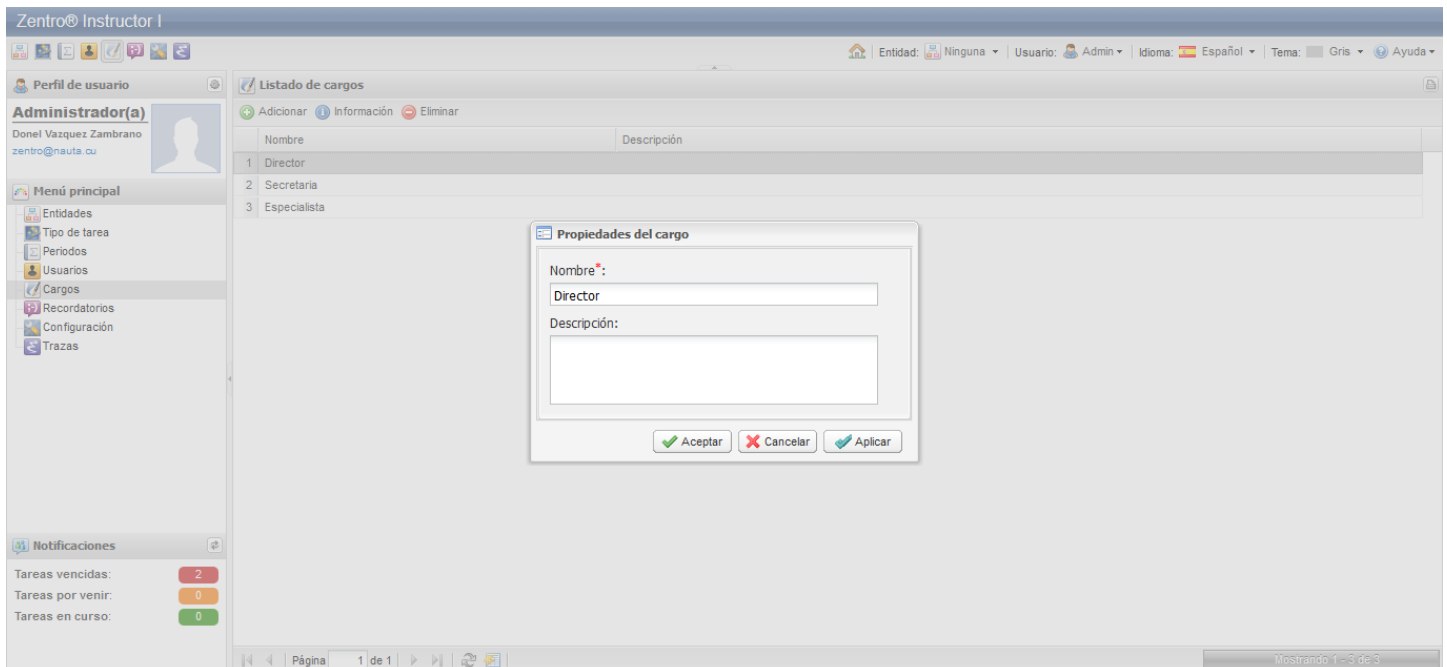 Zentro® Instructor I
Entidad: Ninguna Usuario: Admin Idioma: Español Tema: Gris Ayuda
Perfil de usuario
Administrador(a)
Donel Vazquez Zambrano
zentro@nauta.cu
Menú principal
Entidades
Tipo de tarea
Periodos
Usuarios
Cargos
Recordatorios
Configuración
Trazas
Notificaciones
Tareas vencidas: 2
Tareas por venir: 0
Tareas en curso: 0
Listado de cargos
Adicionar Información Eliminar
Nombre Descripción
1 Director
2 Secretaria
3 Especialista
Propiedades del cargo
Nombre*:
Director
Descripción:
Aceptar Cancelar Aplicar
Página 1 de 1 Mostrando 1 - 3 de 3